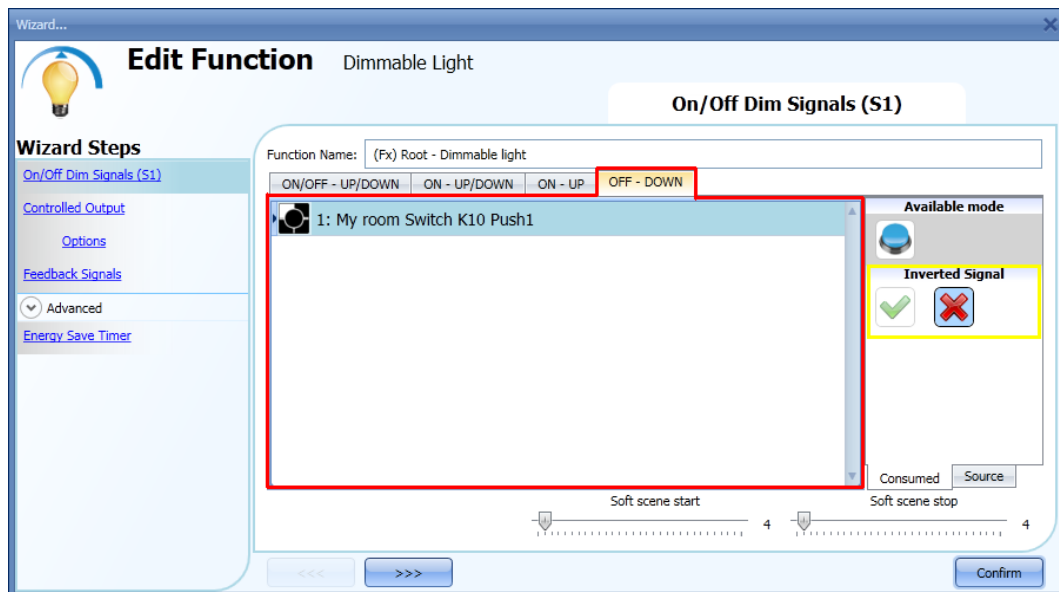 Wizard...
Edit Function Dimmable Light
On/Off Dim Signals (S1)
Wizard Steps
On/Off Dim Signals (S1)
Controlled Output
Options
Feedback Signals
Advanced
Energy Save Timer
Function Name: (Fx) Root - Dimmable light
ON/OFF - UP/DOWN ON - UP/DOWN ON - UP OFF - DOWN
1: My room Switch K10 Push1
Available mode
Inverted Signal
Consumed Source
Soft scene start 4
Soft scene stop 4
<<< >>> Confirm